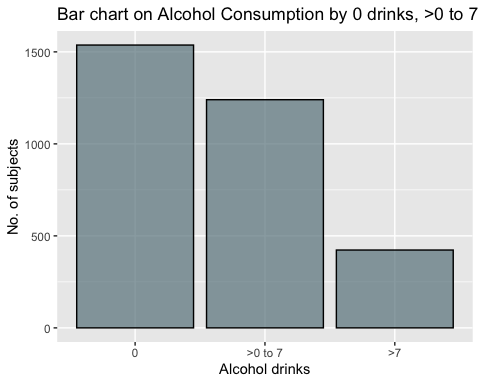 Bar chart on Alcohol Consumption by 0 drinks, >0 to 7
1500
1000
500
0
No. of subjects
0
>0 to 7
>7
Alcohol drinks